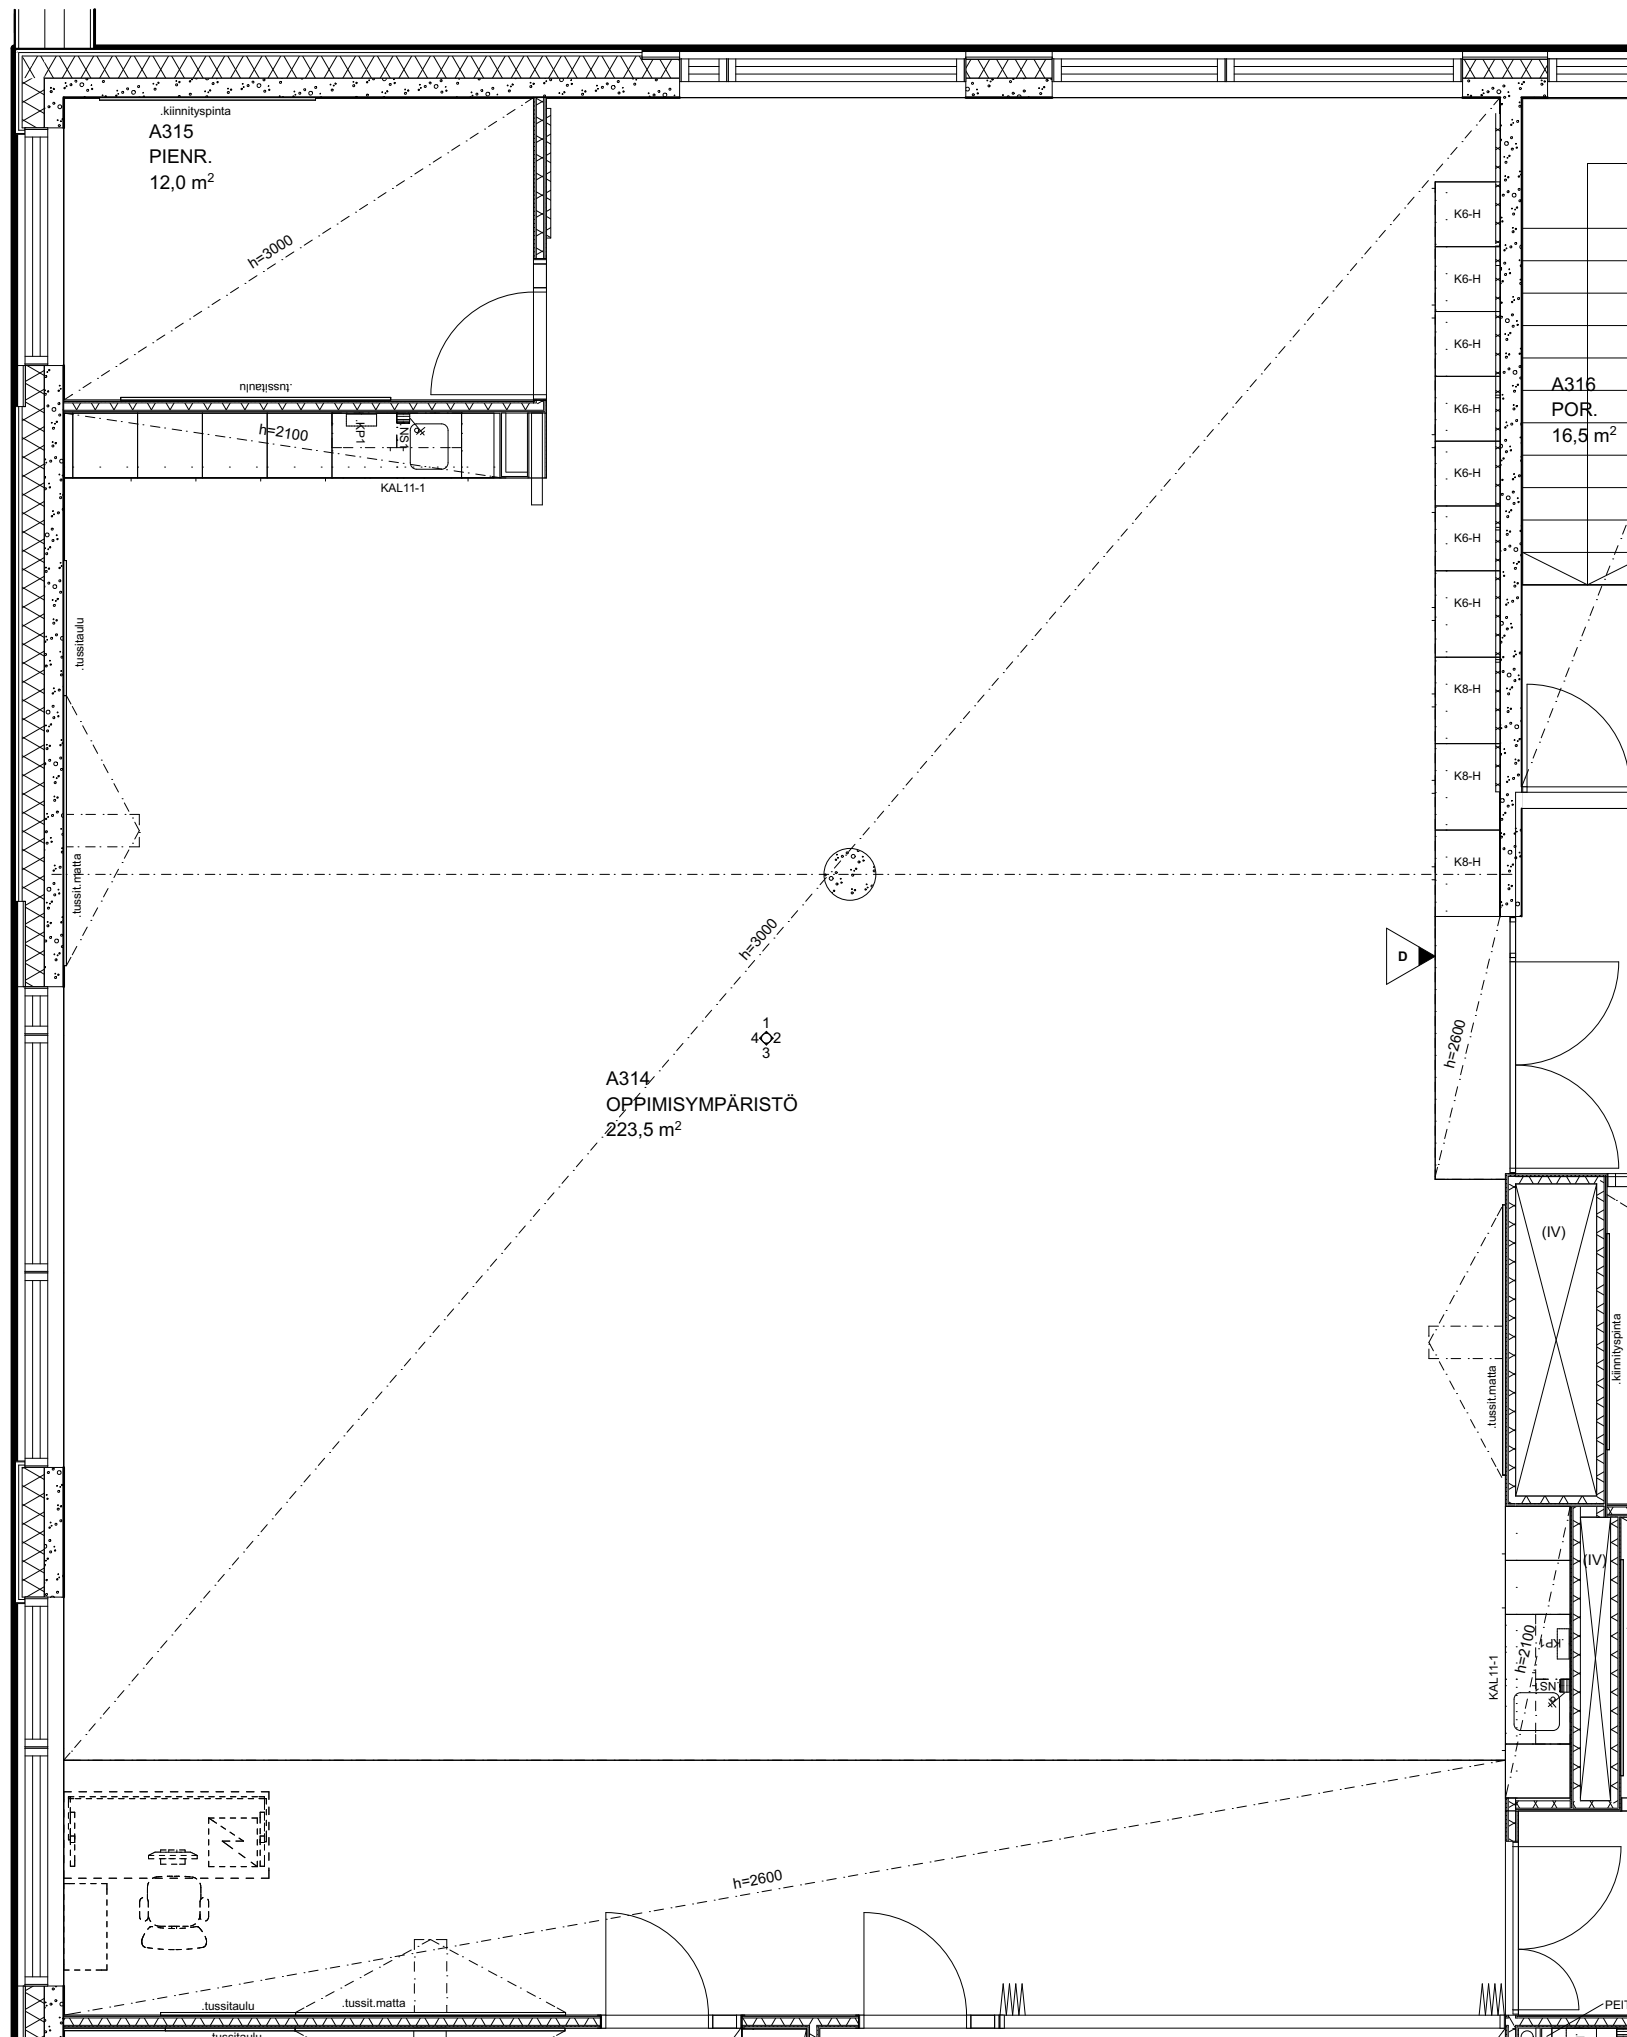 .kiinnityspinta
A315
PIENR.
12,0 m²
h=3000
.tussitaulu
h=2100
.KP1
.NS1
KAL11-1
K6-H
K6-H
K6-H
K6-H
K6-H
K6-H
K6-H
K8-H
K8-H
K8-H
A316
POR.
16,5 m²
.tussitaulu
.tussit.matta
h=3000
D
h=2600
1
4 2
3
A314
OPPIMISYMPÄRISTÖ
223,5 m²
(IV)
.kiinnityspinta
.tussit.matta
(IV)
h=2100
.KP1
.NS1
KAL11-1
h=2600
.tussitaulu
.tussit.matta
.tussitaulu
PEIT